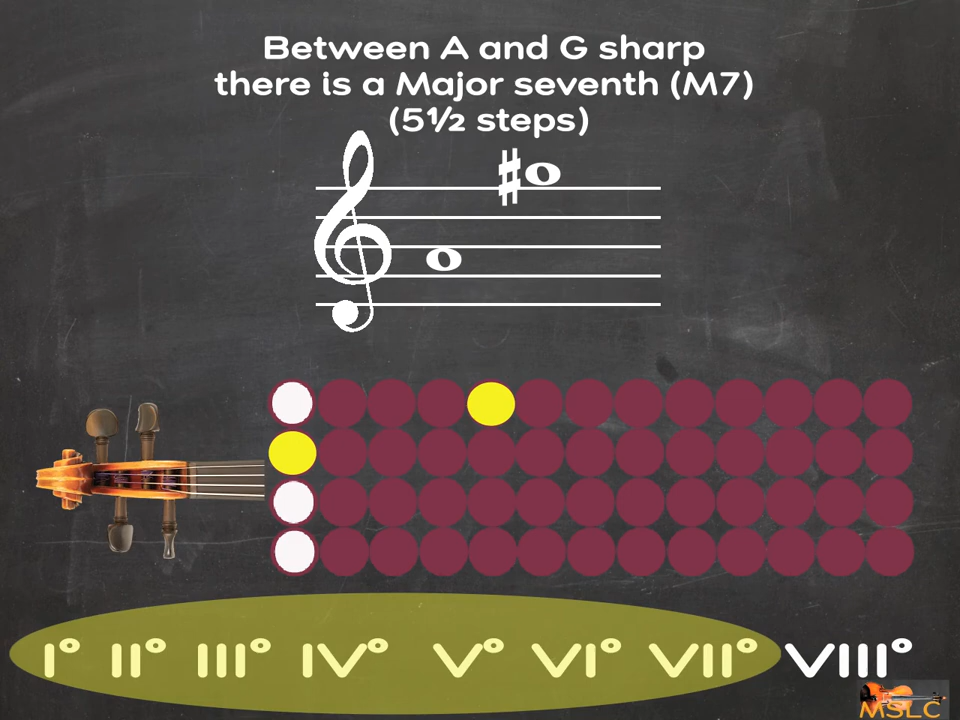 Between A and G sharp
there is a Major seventh (M7)
(5½ steps)
I° II° III° IV° V° VI° VII° VIII°
MSLC